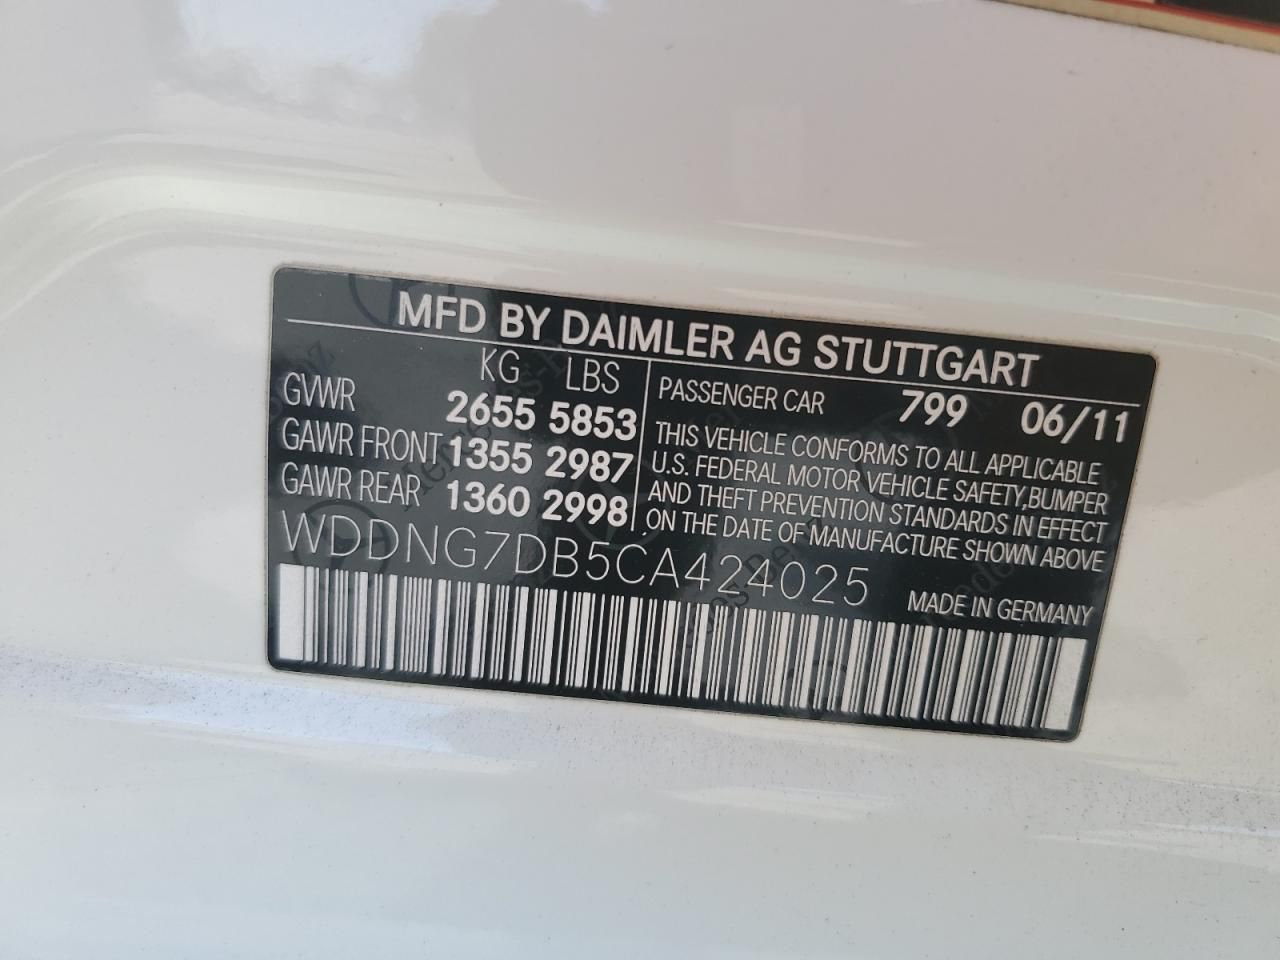 MFD BY DAIMLER AG STUTTGART
KG LBS
GVWR 2655 5853
GAWR FRONT 1355 2987
GAWR REAR 1360 2998
PASSENGER CAR 799 06/11
THIS VEHICLE CONFORMS TO ALL APPLICABLE
U.S. FEDERAL MOTOR VEHICLE SAFETY, BUMPER
AND THEFT PREVENTION STANDARDS IN EFFECT
ON THE DATE OF MANUFACTURE SHOWN ABOVE
WDDNG7DB5CA424025
MADE IN GERMANY